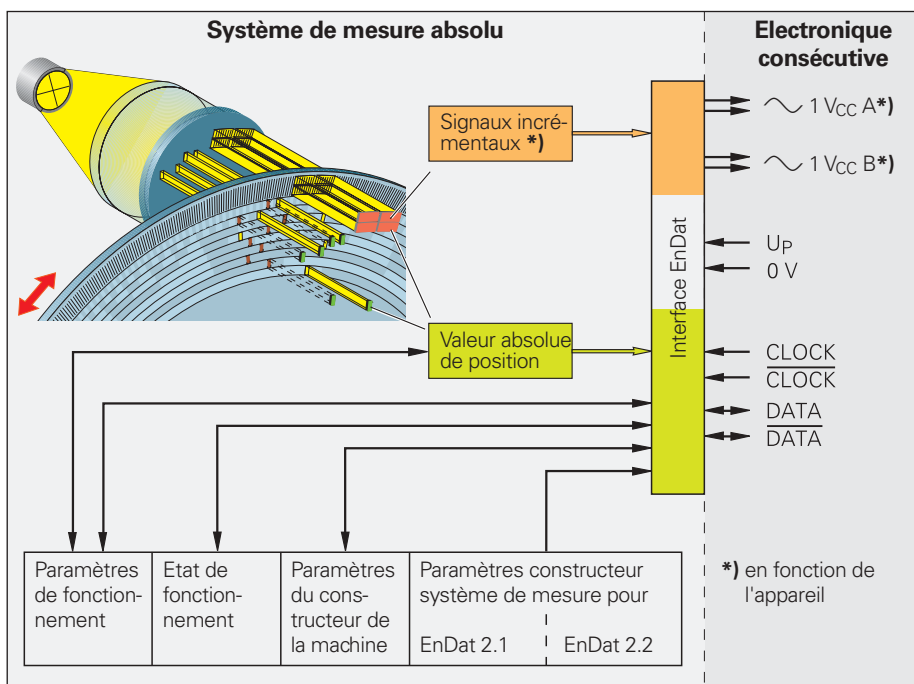 Système de mesure absolu
Electronique
consécutive
Signaux incré-
mentaux *)
1 VCC A*)
1 VCC B*)
UP
0 V
Interface EnDat
Valeur absolue
de position
CLOCK
CLOCK
DATA
DATA
Paramètres
de fonction-
nement
Etat de
fonction-
nement
Paramètres
du cons-
tructeur de
la machine
Paramètres constructeur
système de mesure pour
EnDat 2.1
EnDat 2.2
*) en fonction de
l'appareil